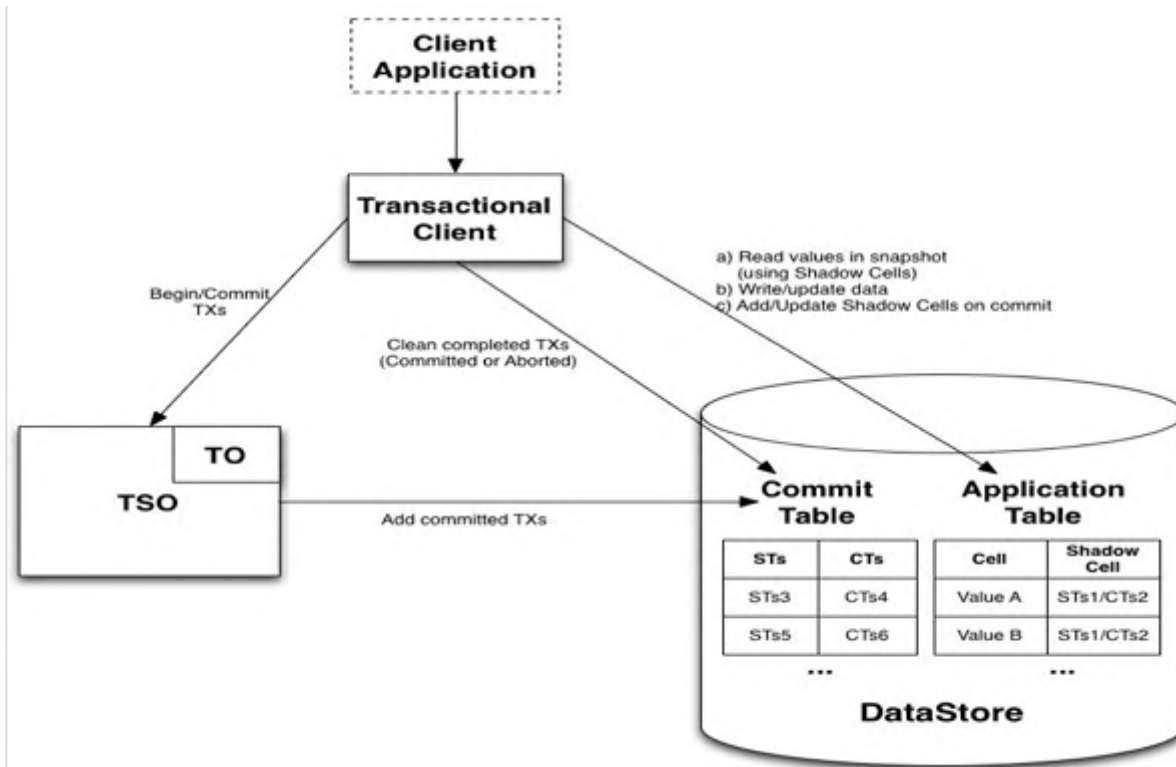 Client
Application
Transactional
Client
a) Read values in snapshot
(using Shadow Cells)
b) Write/update data
c) Add/Update Shadow Cells on commit
Begin/Commit
TXs
Clean completed TXs
(Committed or Aborted)
TO
TSO
Add committed TXs
Commit
Table
Application
Table
STs CTs
Cell Shadow
Cell
STs3 CTs4
Value A STs1/CTs2
STs5 CTs6
Value B STs1/CTs2
...
...
DataStore